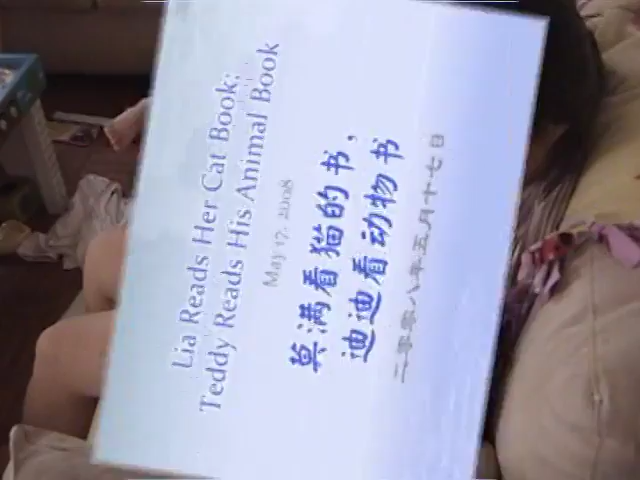 Lia Reads Her Cat Book;
Teddy Reads His Animal Book
May 17, 2008
莫满看猫的书，
迪迪看动物书
二零零八年五月十七日